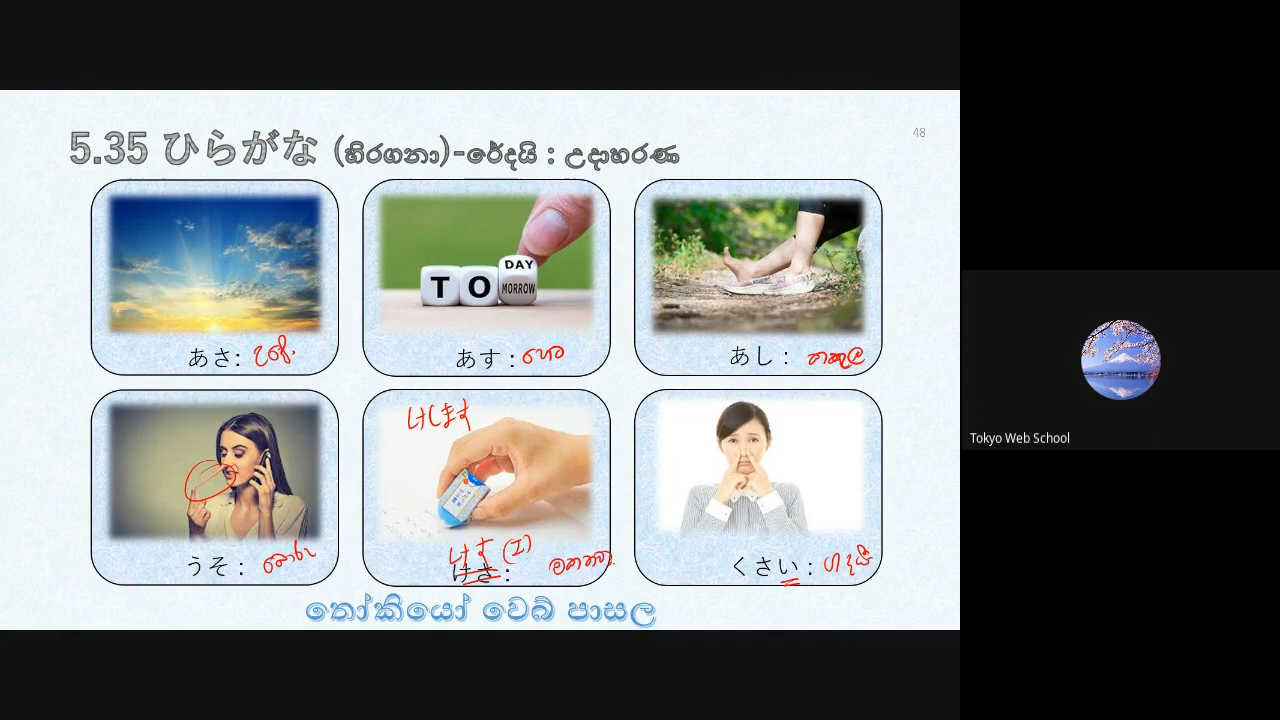 48
5.35 ひらがな (හිරගනා)-රේදයි : උදාහරණ
T O DAY MORROW
あさ: උදේ.
あす : හෙට
あし : කකුල
けします
うそ : බොරු
けす (I)
けさ : මකනවා.
くさい : ගඳයි
තෝකියෝ වෙබ් පාසල
Tokyo Web School